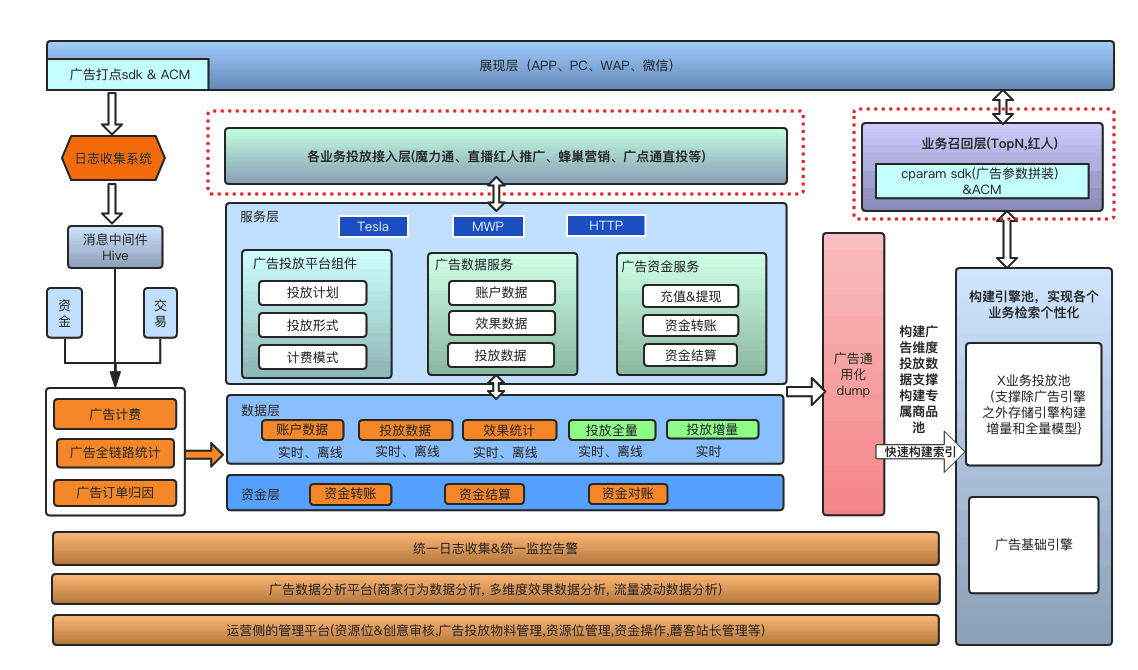 展现层（APP、PC、WAP、微信）
广告打点sdk & ACM
日志收集系统
消息中间件
Hive
资
金
交
易
广告计费
广告全链路统计
广告订单归因
各业务投放接入层(魔力通、直播红人推广、蜂巢营销、广点通直投等)
服务层
Tesla
MWP
HTTP
广告投放平台组件
投放计划
投放形式
计费模式
广告数据服务
账户数据
效果数据
投放数据
广告资金服务
充值&提现
资金转账
资金结算
数据层
账户数据
投放数据
效果统计
投放全量
投放增量
实时、离线
实时、离线
实时、离线
实时、离线
实时
资金层
资金转账
资金结算
资金对账
广告通
用化
dump
构建广
告维度
投放数
据支撑
构建专
属商品
池
快速构建索引
业务召回层(TopN,红人)
cparam sdk(广告参数拼装)
&ACM
构建引擎池，实现各个
业务检索个性化
X业务投放池
（支撑除广告引擎
之外存储引擎构建
增量和全量模型}
广告基础引擎
统一日志收集&统一监控告警
广告数据分析平台(商家行为数据分析, 多维度效果数据分析, 流量波动数据分析)
运营侧的管理平台(资源位&创意审核,广告投放物料管理,资源位管理,资金操作,蘑客站长管理等)